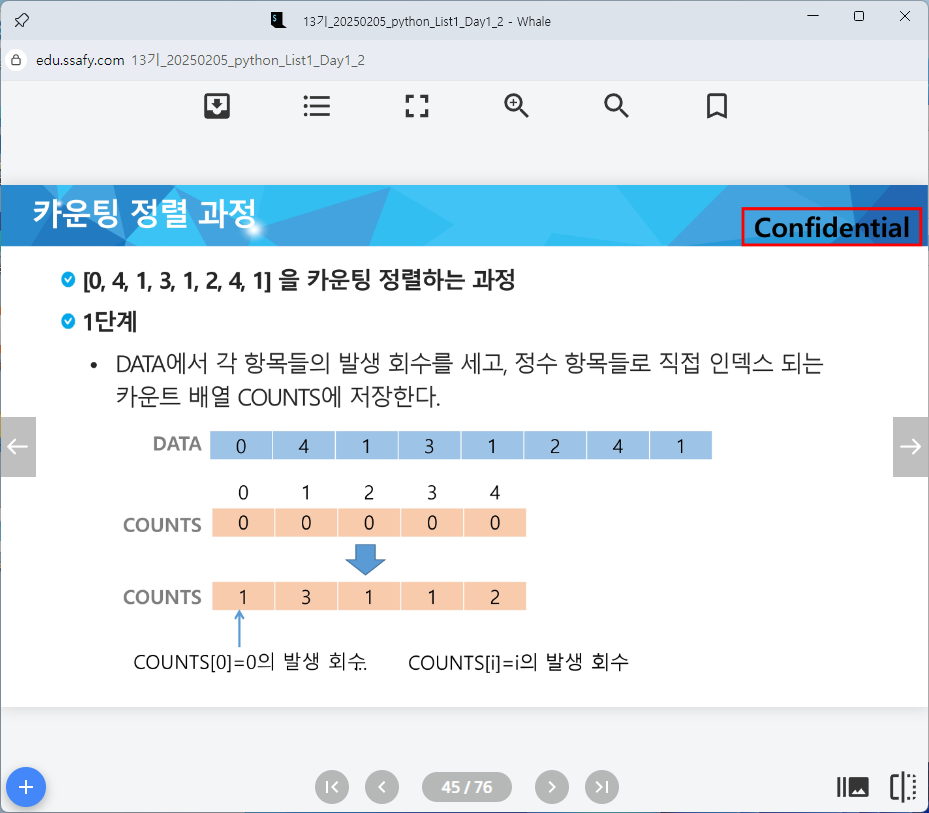 13기_20250205_python_List1_Day1_2 - Whale
edu.ssafy.com 13기_20250205_python_List1_Day1_2
카운팅 정렬 과정
Confidential
[0, 4, 1, 3, 1, 2, 4, 1] 을 카운팅 정렬하는 과정
1단계
• DATA에서 각 항목들의 발생 회수를 세고, 정수 항목들로 직접 인덱스 되는
카운트 배열 COUNTS에 저장한다.
DATA 0 4 1 3 1 2 4 1
0 1 2 3 4
COUNTS 0 0 0 0 0
COUNTS 1 3 1 1 2
COUNTS[0]=0의 발생 회수.. COUNTS[i]=i의 발생 회수
45 / 76